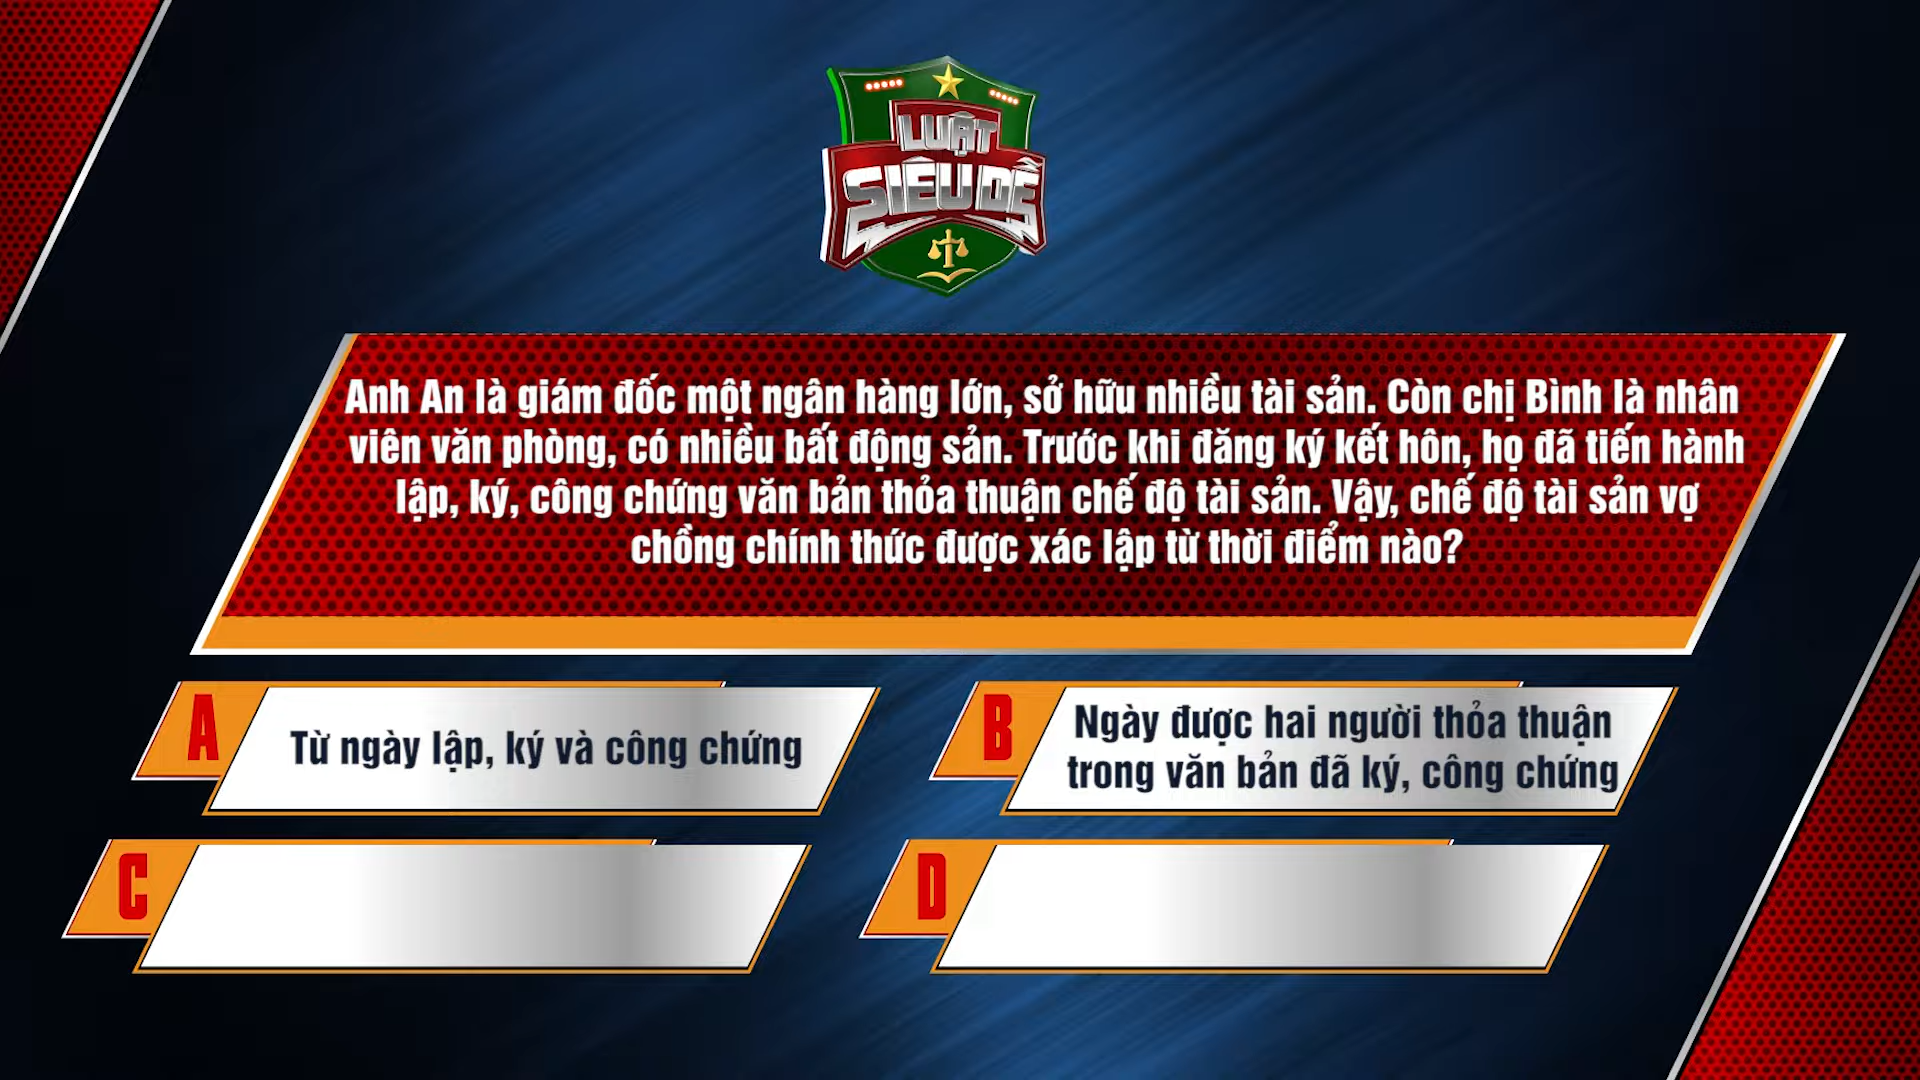 LUẬT
SIÊU DỄ
Anh An là giám đốc một ngân hàng lớn, sở hữu nhiều tài sản. Còn chị Bình là nhân
viên văn phòng, có nhiều bất động sản. Trước khi đăng ký kết hôn, họ đã tiến hành
lập, ký, công chứng văn bản thỏa thuận chế độ tài sản. Vậy, chế độ tài sản vợ
chồng chính thức được xác lập từ thời điểm nào?
A
Từ ngày lập, ký và công chứng
B
Ngày được hai người thỏa thuận
trong văn bản đã ký, công chứng
C
D